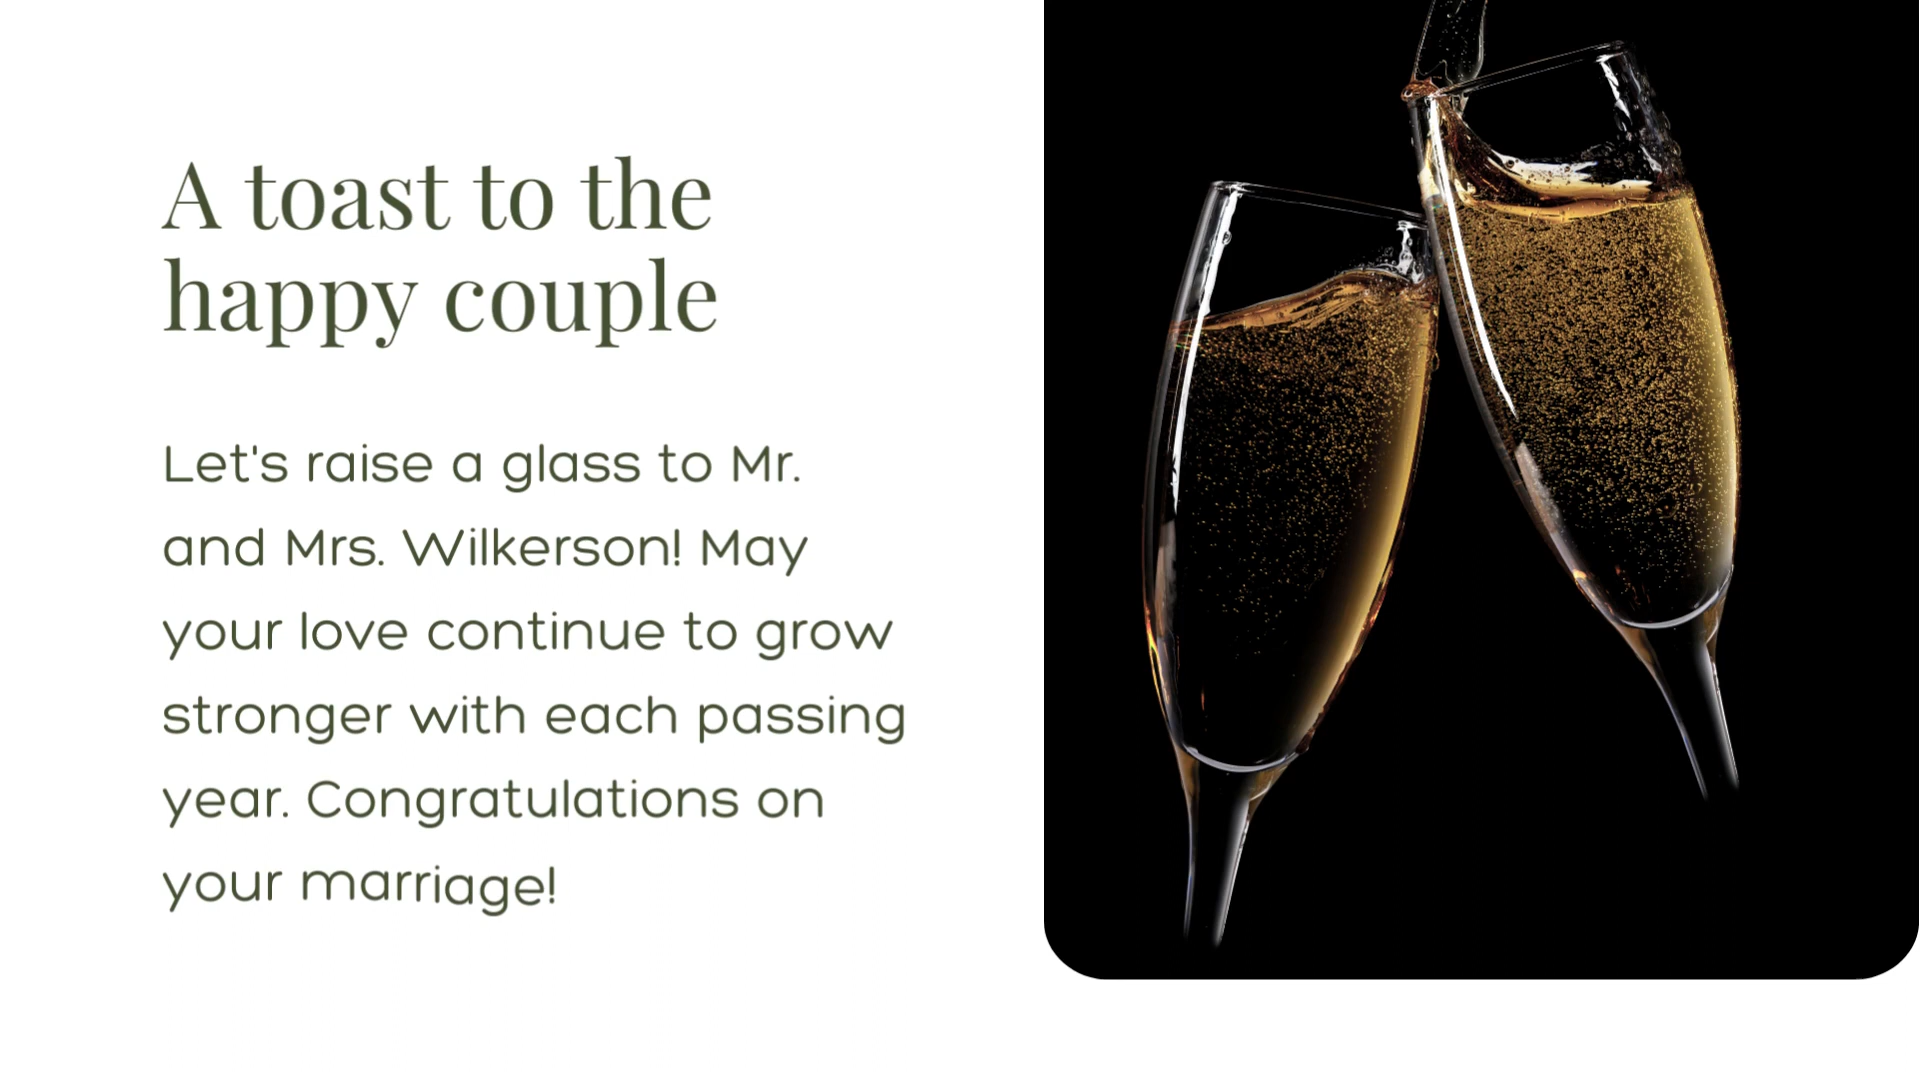 A toast to the
happy couple
Let's raise a glass to Mr.
and Mrs. Wilkerson! May
your love continue to grow
stronger with each passing
year. Congratulations on
your marriage!